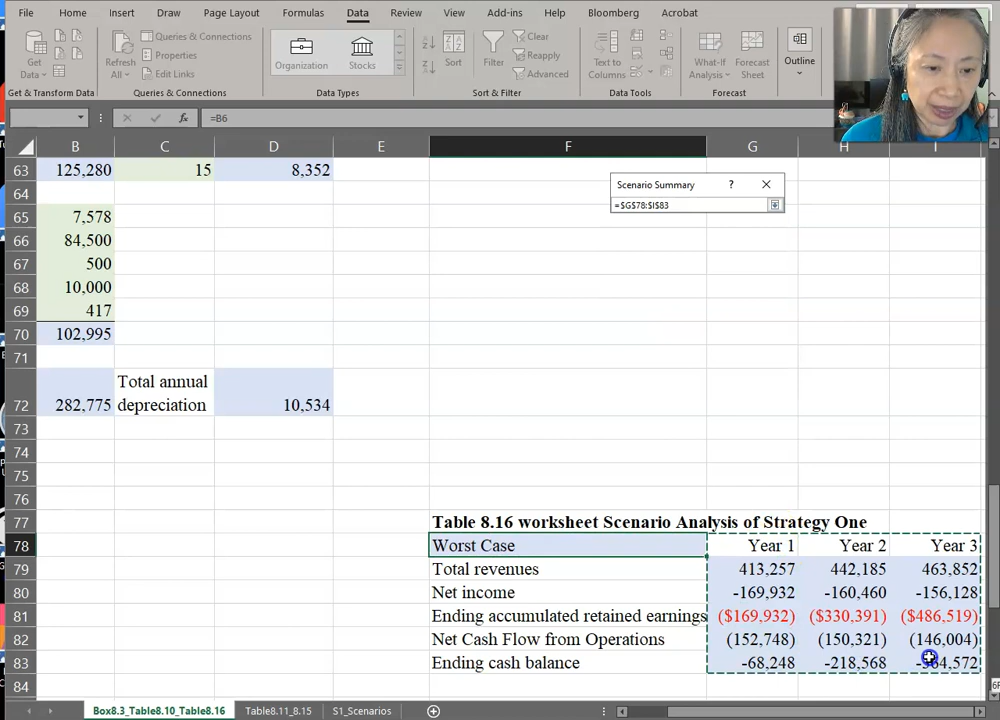 File Home Insert Draw Page Layout Formulas Data Review View Add-ins Help Bloomberg Acrobat
Get Data
Refresh All
Queries & Connections
Properties
Edit Links
Organization Stocks
Sort
Filter
Clear
Reapply
Advanced
Text to Columns
What-If Analysis
Forecast Sheet
Outline
Get & Transform Data Queries & Connections Data Types Sort & Filter Data Tools Forecast
fx =B6
B C D E F G H I
63 125,280 15 8,352
Scenario Summary ? ×
=$G$78:$I$83
64
65 7,578
66 84,500
67 500
68 10,000
69 417
70 102,995
71
72 282,775 Total annual depreciation 10,534
73
74
75
76
77 Table 8.16 worksheet Scenario Analysis of Strategy One
78 Worst Case Year 1 Year 2 Year 3
79 Total revenues 413,257 442,185 463,852
80 Net income -169,932 -160,460 -156,128
81 Ending accumulated retained earnings ($169,932) ($330,391) ($486,519)
82 Net Cash Flow from Operations (152,748) (150,321) (146,004)
83 Ending cash balance -68,248 -218,568
84
Box8.3_Table8.10_Table8.16 Table8.11_8.15 S1_Scenarios